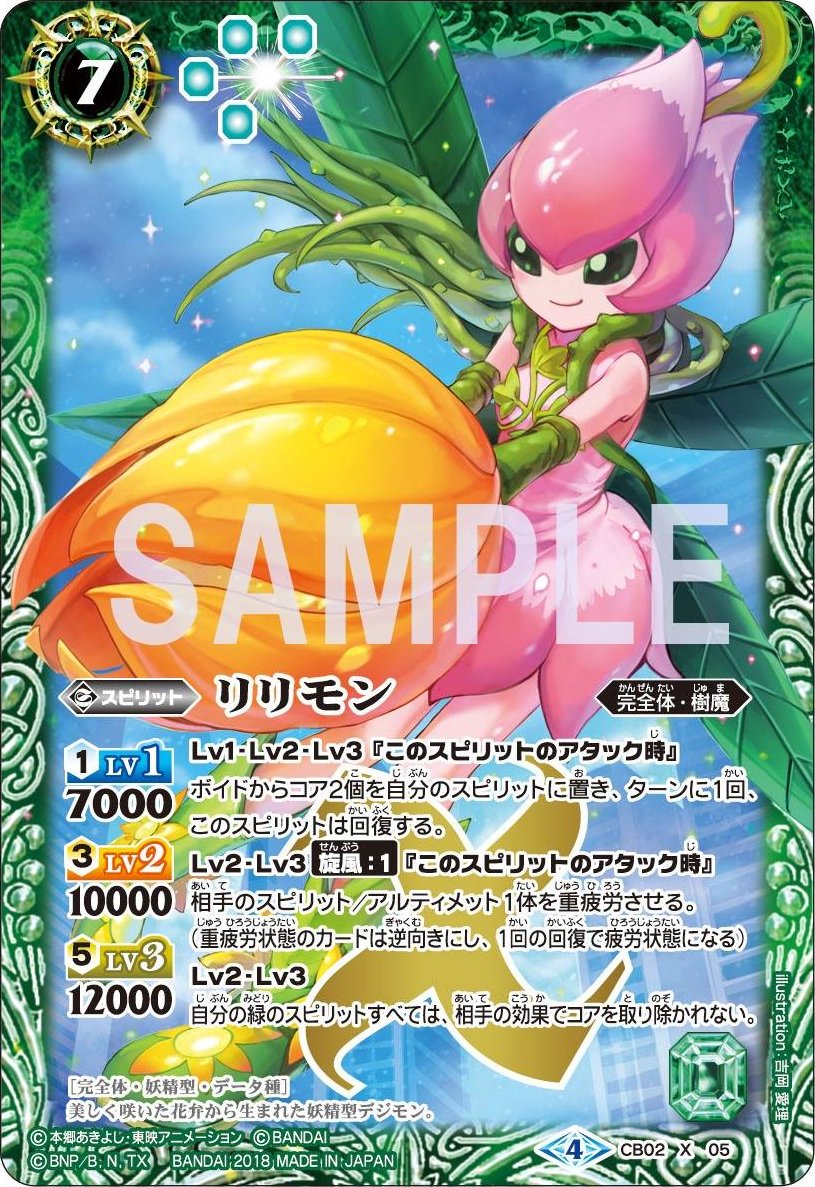 7
SAMPLE
スピリット
リリモン
かんぜんたい じゅま
完全体・樹魔
1 LV1
7000
3 LV2
10000
5 LV3
12000
Lv1・Lv2・Lv3『このスピリットのアタック時』
ボイドからコア2個を自分のスピリットに置き、ターンに1回、
このスピリットは回復する。
Lv2・Lv3 旋風:1『このスピリットのアタック時』
相手のスピリット/アルティメット1体を重疲労させる。
(重疲労状態のカードは逆向きにし、1回の回復で疲労状態になる)
Lv2・Lv3
自分の緑のスピリットすべては、相手の効果でコアを取り除かれない。
[完全体・妖精型・データ種]
美しく咲いた花弁から生まれた妖精型デジモン。
illustration:吉岡 愛理
©本郷あきよし・東映アニメーション ©BANDAI
©BNP/B, N, TX BANDAI 2018 MADE IN JAPAN
4 CB02 X 05